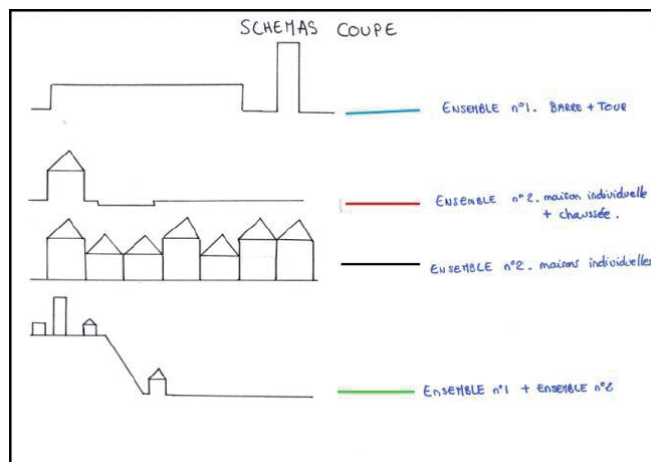 SCHEMAS COUPE
ENSEMBLE n°1. BARRE + TOUR
ENSEMBLE n°2. maison individuelle
+ chaussée.
ENSEMBLE n°2. maisons individuelles
ENSEMBLE n°1 + ENSEMBLE n°2